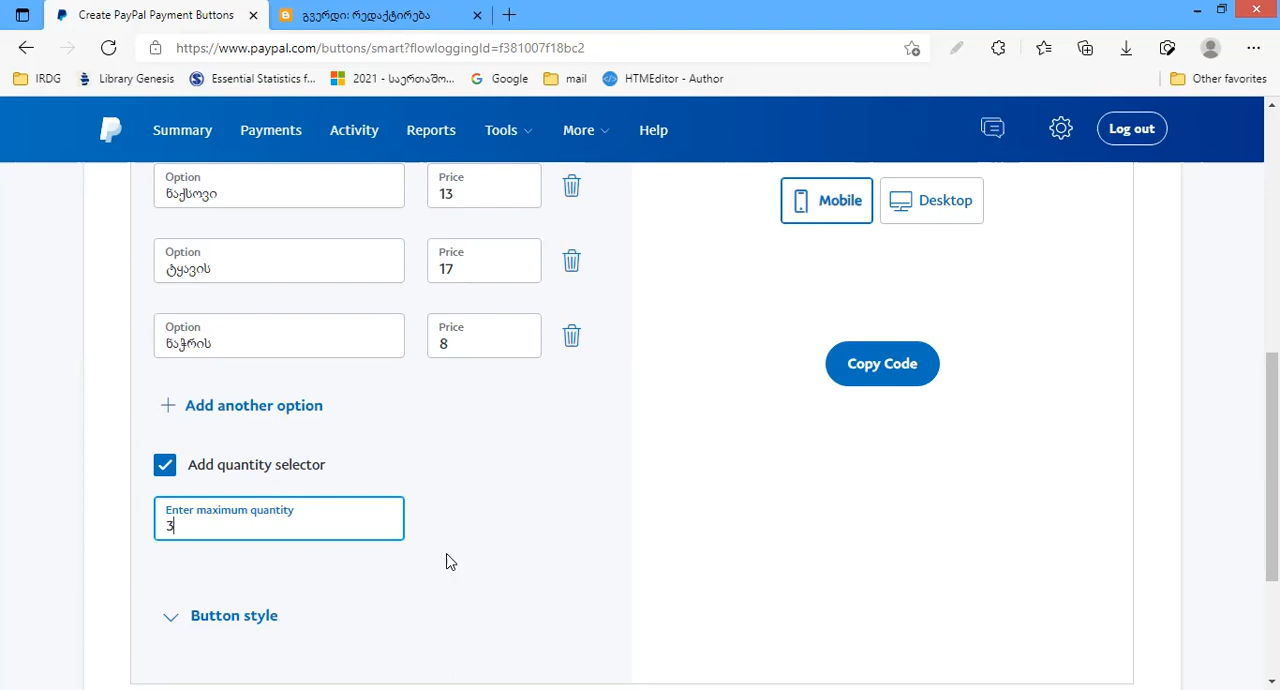 Create PayPal Payment Buttons
გვერდი: რედაქტირება
https://www.paypal.com/buttons/smart?flowloggingId=f381007f18bc2
IRDG
Library Genesis
Essential Statistics f...
2021 - საერთაშო...
Google
mail
HTMEditor - Author
Other favorites
Summary
Payments
Activity
Reports
Tools
More
Help
Log out
Option
ნაქსოვი
Price
13
Mobile
Desktop
Option
ტყავის
Price
17
Option
ნაჭრის
Price
8
Copy Code
Add another option
Add quantity selector
Enter maximum quantity
3
Button style